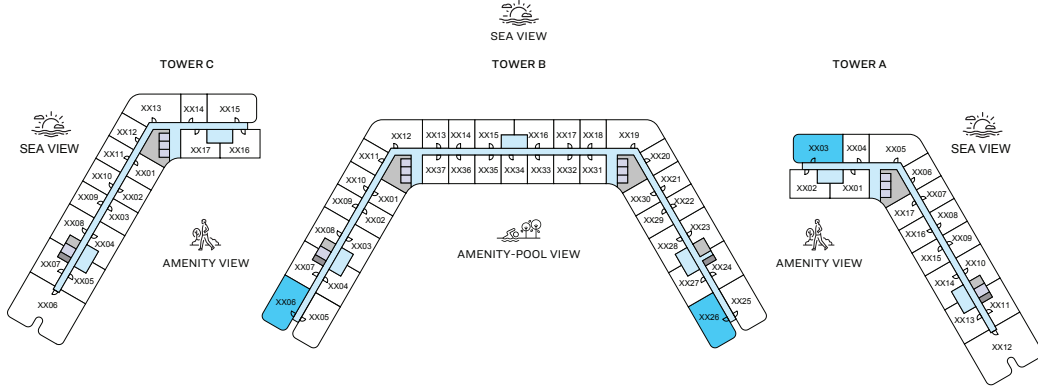 SEA VIEW
TOWER C
TOWER B
TOWER A
SEA VIEW
XX13
XX14
XX15
XX12
XX11
XX10
XX09
XX08
XX07
XX06
XX05
XX04
XX03
XX02
XX01
XX17
XX16
AMENITY VIEW
XX12
XX13
XX14
XX15
XX16
XX17
XX18
XX19
XX11
XX10
XX09
XX08
XX07
XX06
XX05
XX04
XX03
XX02
XX01
XX37
XX36
XX35
XX34
XX33
XX32
XX31
XX30
XX29
XX28
XX27
XX26
XX25
XX24
XX23
XX22
XX21
XX20
AMENITY-POOL VIEW
AMENITY VIEW
XX03
XX04
XX05
XX02
XX01
XX06
XX07
XX08
XX09
XX10
XX11
XX12
XX13
XX14
XX15
XX16
XX17
SEA VIEW